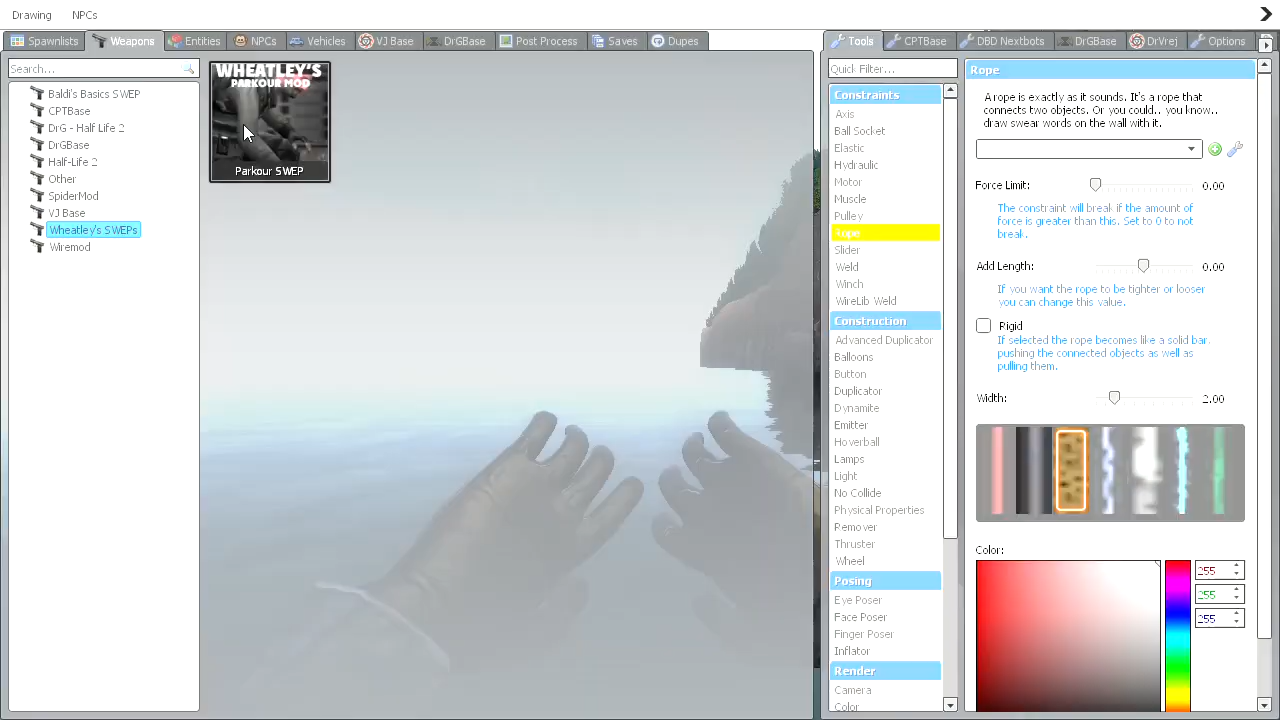 Drawing NPCs
Spawnlists Weapons Entities NPCs Vehicles VJ Base DrGBase Post Process Saves Dupes
Search...
Baldi's Basics SWEP
CPTBase
DrG - Half Life 2
DrGBase
Half-Life 2
Other
SpiderMod
VJ Base
Wheatley's SWEPs
Wiremod
WHEATLEY'S
PARKOUR MOD
Parkour SWEP
Tools CPTBase DBD Nextbots DrGBase DrVrej Options
Quick Filter...
Constraints
Axis
Ball Socket
Elastic
Hydraulic
Motor
Muscle
Pulley
Rope
Slider
Weld
Winch
WireLib Weld
Construction
Advanced Duplicator
Balloons
Button
Duplicator
Dynamite
Emitter
Hoverball
Lamps
Light
No Collide
Physical Properties
Remover
Thruster
Wheel
Posing
Eye Poser
Face Poser
Finger Poser
Inflator
Render
Camera
Color
Rope
A rope is exactly as it sounds. It's a rope that
connects two objects. Or you could.. you know..
draw swear words on the wall with it.
Force Limit: 0.00
The constraint will break if the amount of
force is greater than this. Set to 0 to not
break.
Add Length: 0.00
If you want the rope to be tighter or looser
you can change this value.
Rigid
If selected the rope becomes like a solid bar,
pushing the connected objects as well as
pulling them.
Width: 2.00
Color:
255
255
255